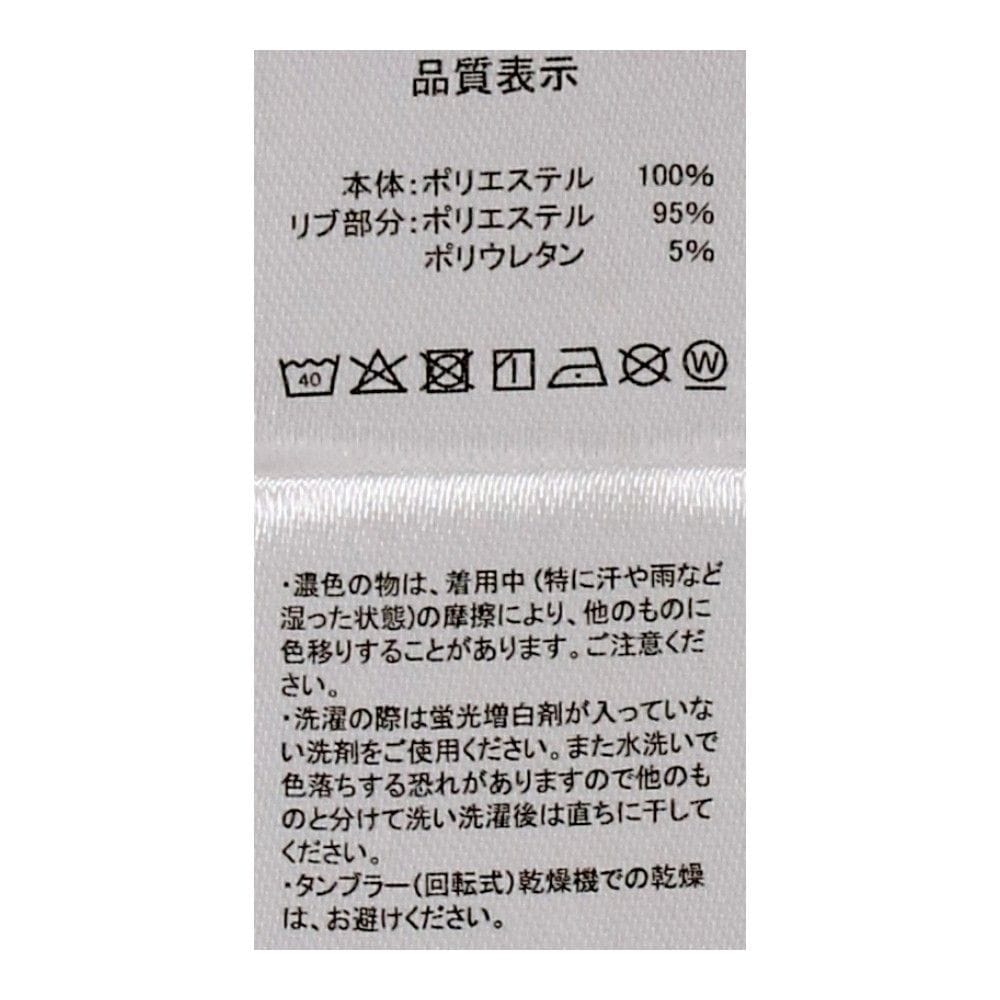 品質表示
本体:ポリエステル 100%
リブ部分:ポリエステル 95%
ポリウレタン 5%
40 W
・濃色の物は、着用中(特に汗や雨など
湿った状態)の摩擦により、他のものに
色移りすることがあります。ご注意くだ
さい。
・洗濯の際は蛍光増白剤が入っていな
い洗剤をご使用ください。また水洗いで
色落ちする恐れがありますので他のも
のと分けて洗い洗濯後は直ちに干して
ください。
・タンブラー(回転式)乾燥機での乾燥
は、お避けください。